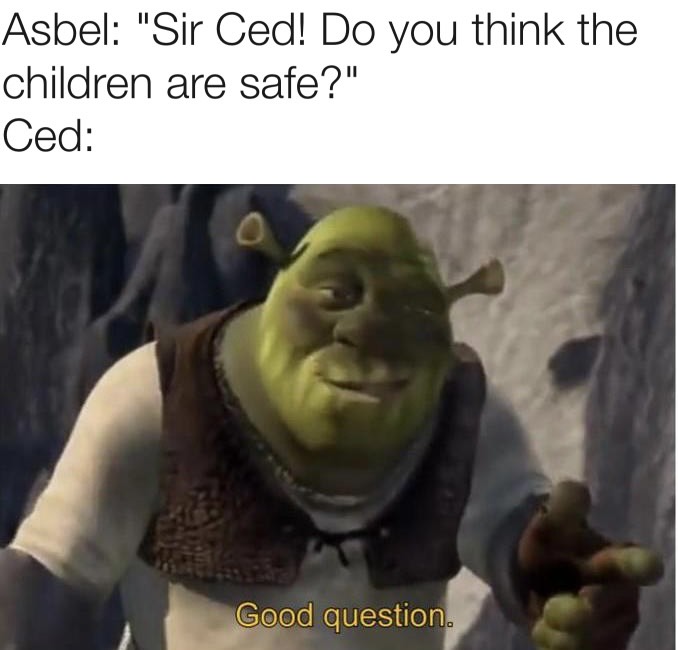 Asbel: "Sir Ced! Do you think the
children are safe?"
Ced:
Good question.